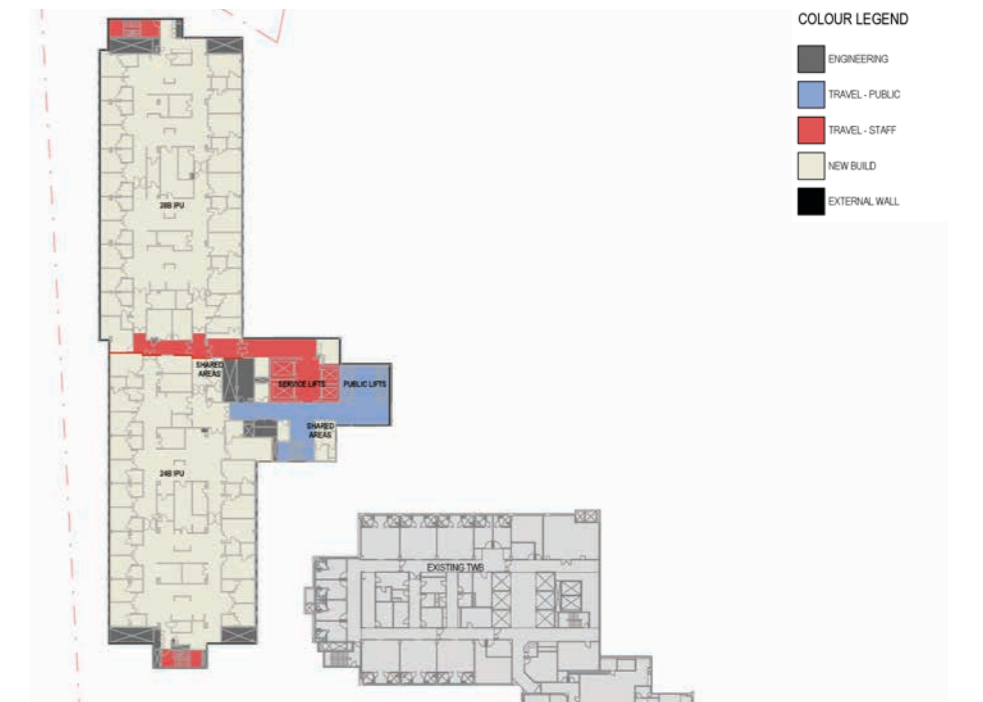 COLOUR LEGEND
ENGINEERING
TRAVEL - PUBLIC
TRAVEL - STAFF
NEW BUILD
EXTERNAL WALL
28B IPU
SHARED
AREAS
SERVICE LIFTS
PUBLIC LIFTS
SHARED
AREAS
24B IPU
EXISTING TWB